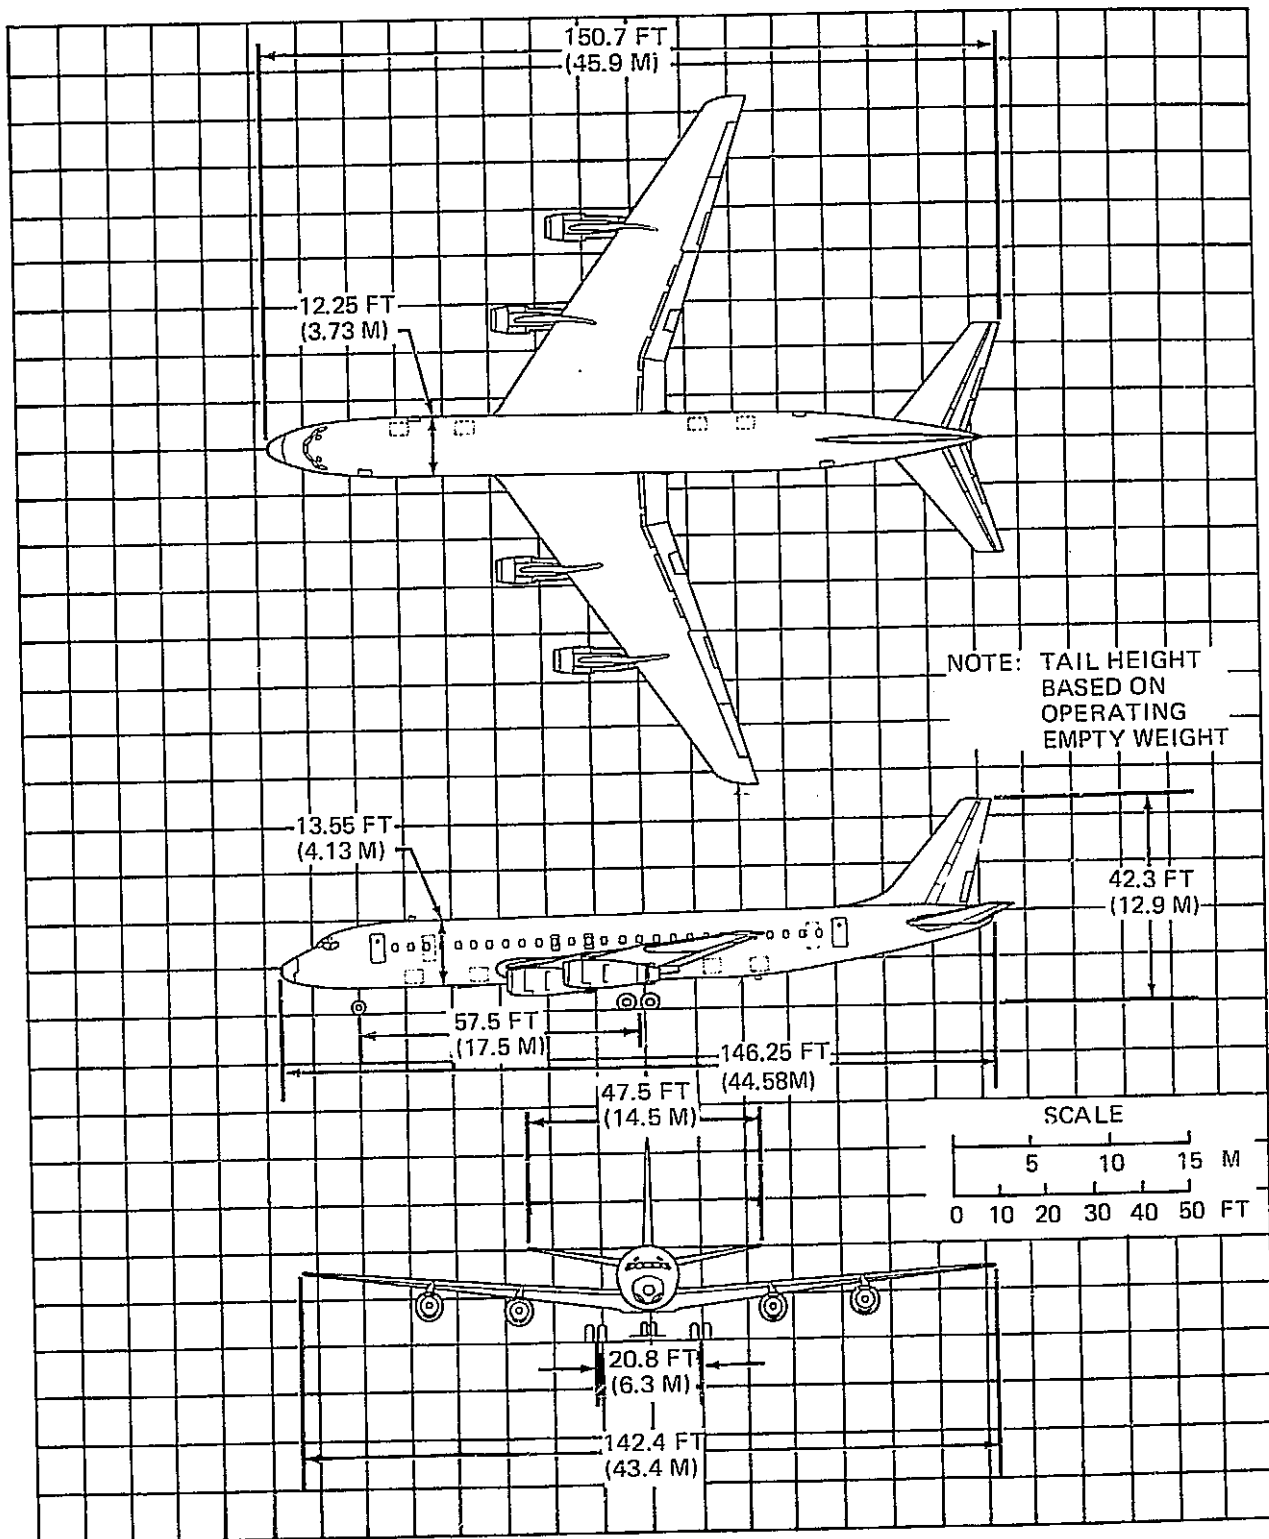 150.7 FT
(45.9 M)
12.25 FT
(3.73 M)
NOTE: TAIL HEIGHT
BASED ON
OPERATING
EMPTY WEIGHT
13.55 FT
(4.13 M)
42.3 FT
(12.9 M)
57.5 FT
(17.5 M)
146.25 FT
(44.58M)
47.5 FT
(14.5 M)
SCALE
5 10 15 M
0 10 20 30 40 50 FT
20.8 FT
(6.3 M)
142.4 FT
(43.4 M)